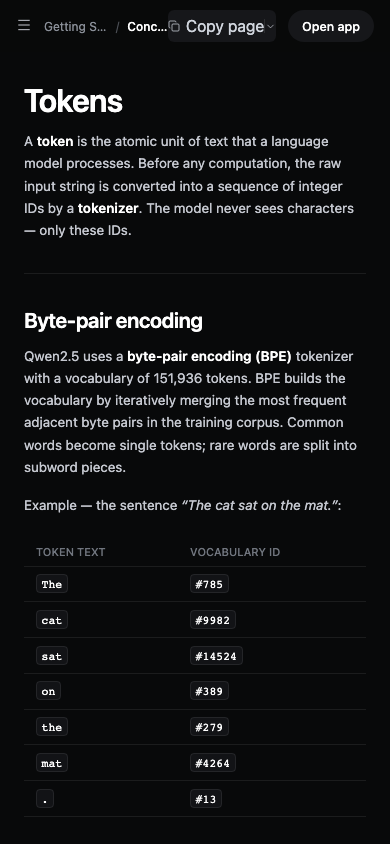 Getting S... / Conc... Copy page Open app
Tokens
A token is the atomic unit of text that a language
model processes. Before any computation, the raw
input string is converted into a sequence of integer
IDs by a tokenizer. The model never sees characters
— only these IDs.
Byte-pair encoding
Qwen2.5 uses a byte-pair encoding (BPE) tokenizer
with a vocabulary of 151,936 tokens. BPE builds the
vocabulary by iteratively merging the most frequent
adjacent byte pairs in the training corpus. Common
words become single tokens; rare words are split into
subword pieces.
Example — the sentence “The cat sat on the mat.”:
TOKEN TEXT VOCABULARY ID
The #785
cat #9982
sat #14524
on #389
the #279
mat #4264
. #13